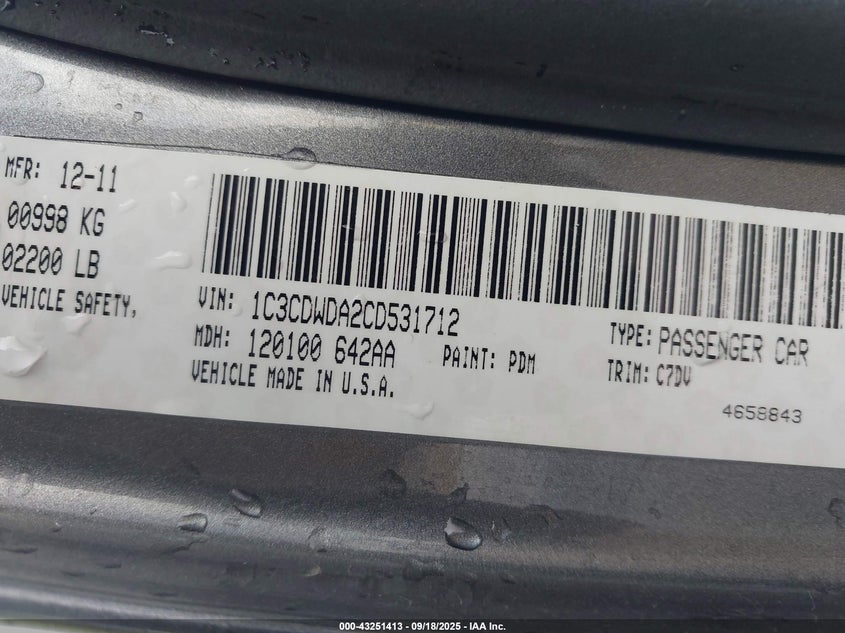 MFR: 12-11
00998 KG
02200 LB
VEHICLE SAFETY,
VIN: 1C3CDWDA2CD531712
MDH: 120100 642AA
PAINT: PDM
VEHICLE MADE IN U.S.A.
TYPE: PASSENGER CAR
TRIM: C7DV
4658843
000-43251413 - 09/18/2025 - IAA Inc.